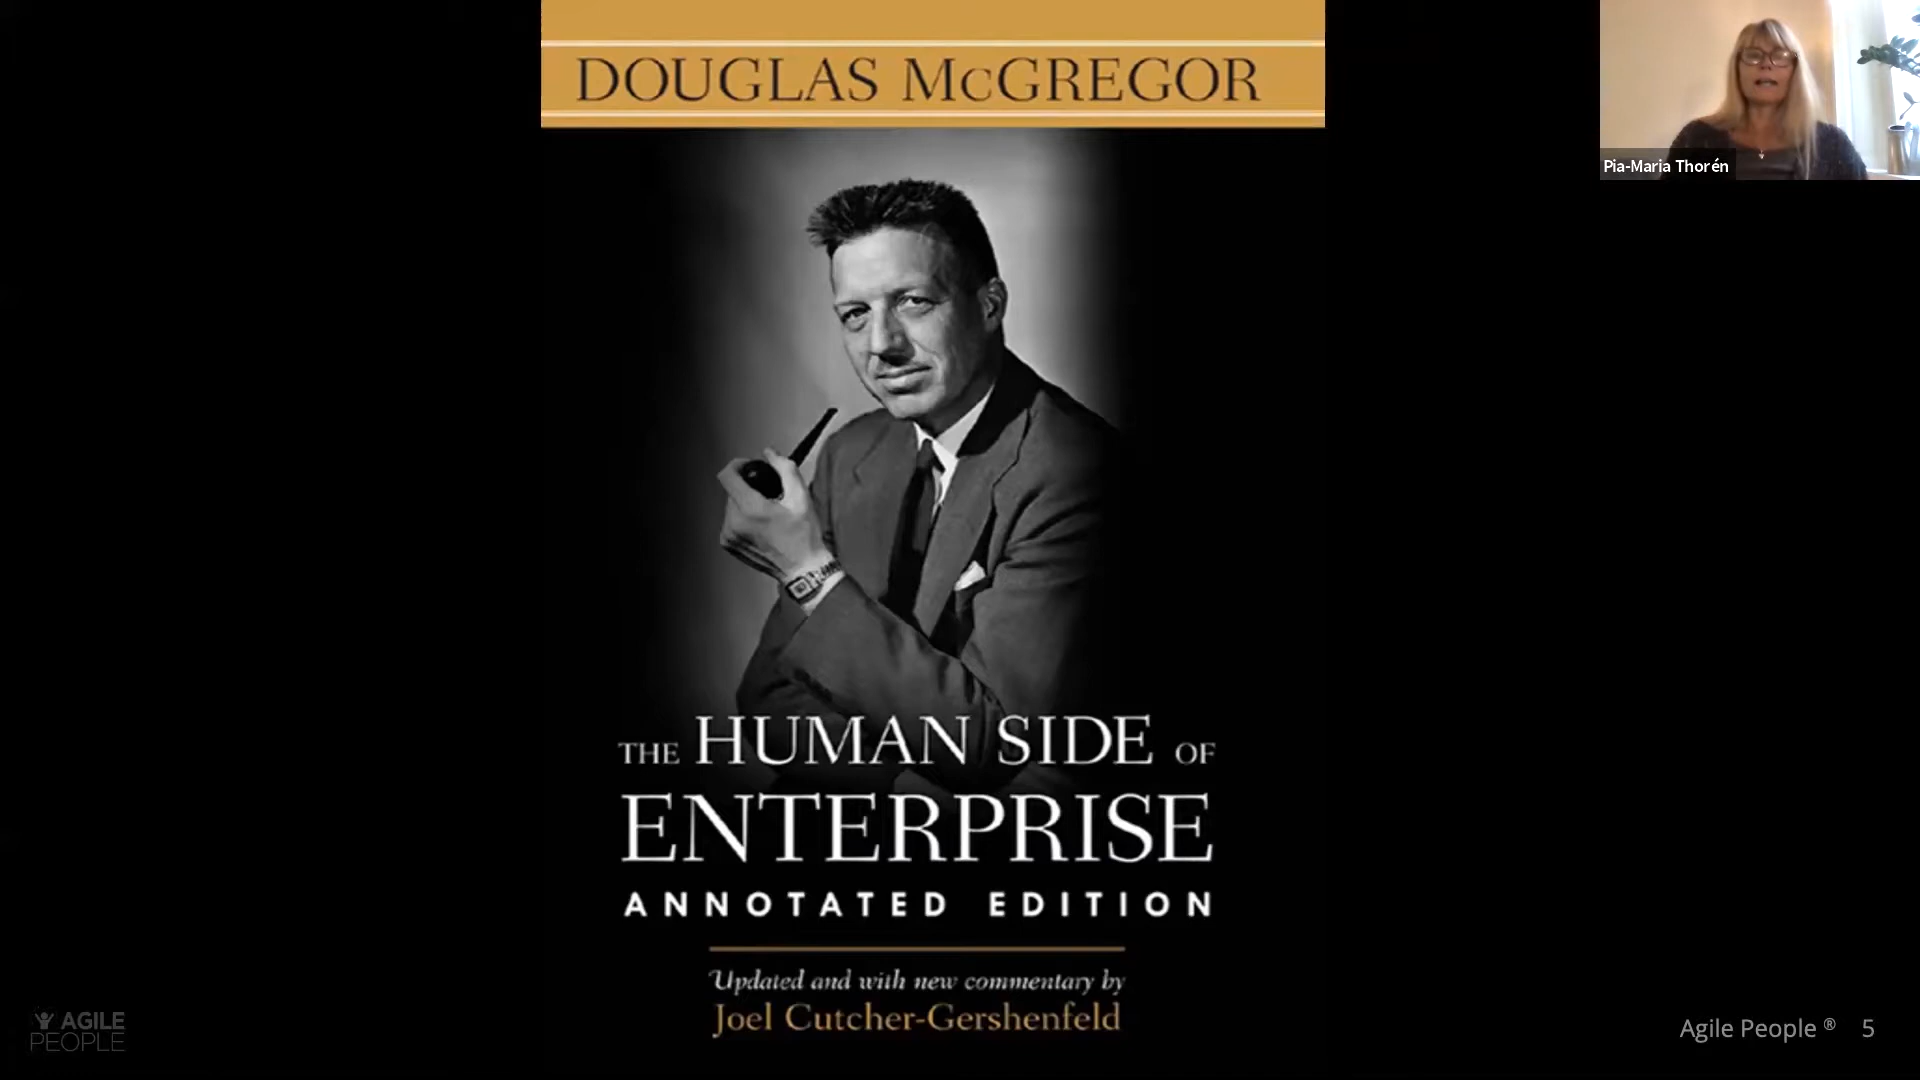 DOUGLAS McGREGOR
Pia-Maria Thorén
THE HUMAN SIDE OF
ENTERPRISE
ANNOTATED EDITION
Updated and with new commentary by
Joel Cutcher-Gershenfeld
AGILE
PEOPLE
Agile People ® 5